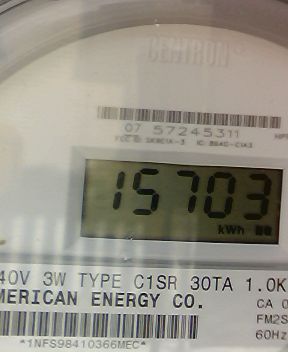 07 57245311
15703
kWh
40V 3W TYPE C1SR 30TA 1.0K
MERICAN ENERGY CO.
CA 0
FM2S
60Hz
*1NFS98410366MEC*